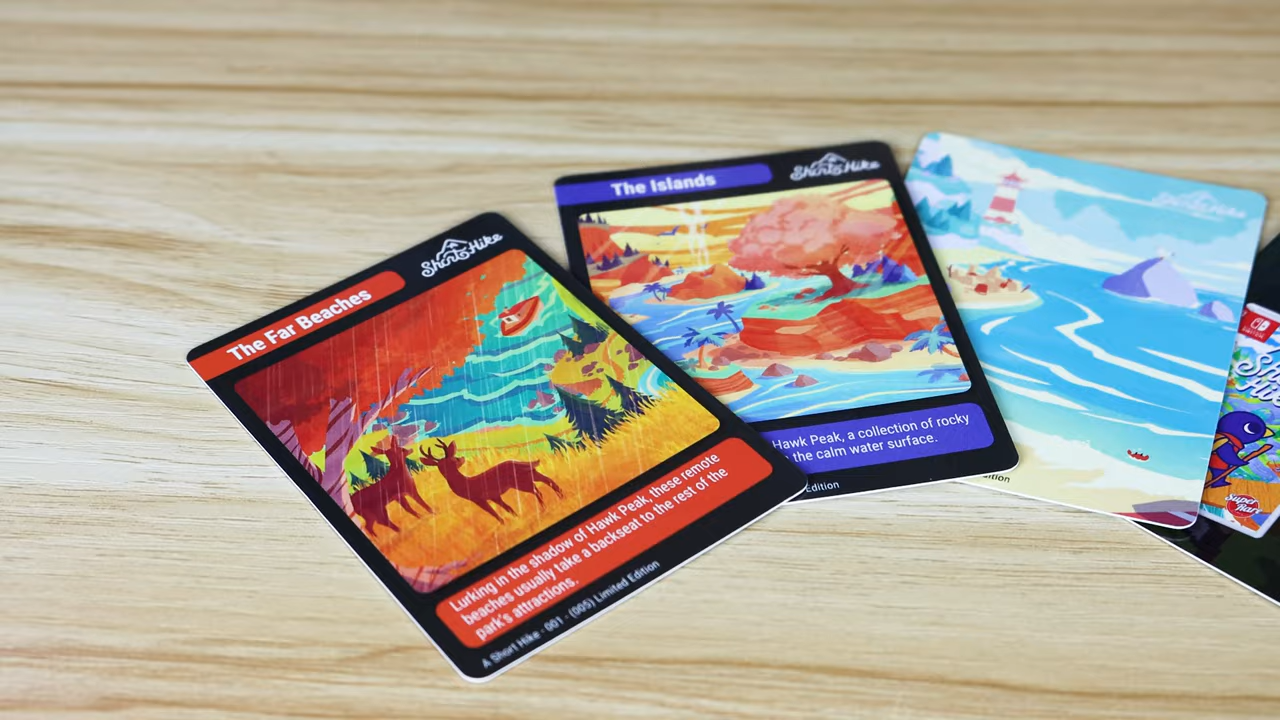 The Far Beaches
A Short Hike
Lurking in the shadow of Hawk Peak, these remote
beaches usually take a backseat to the rest of the
park's attractions.
A Short Hike · 001 · (005) Limited Edition
The Islands
A Short Hike
Hawk Peak, a collection of rocky
the calm water surface.
Edition
Super
Rare